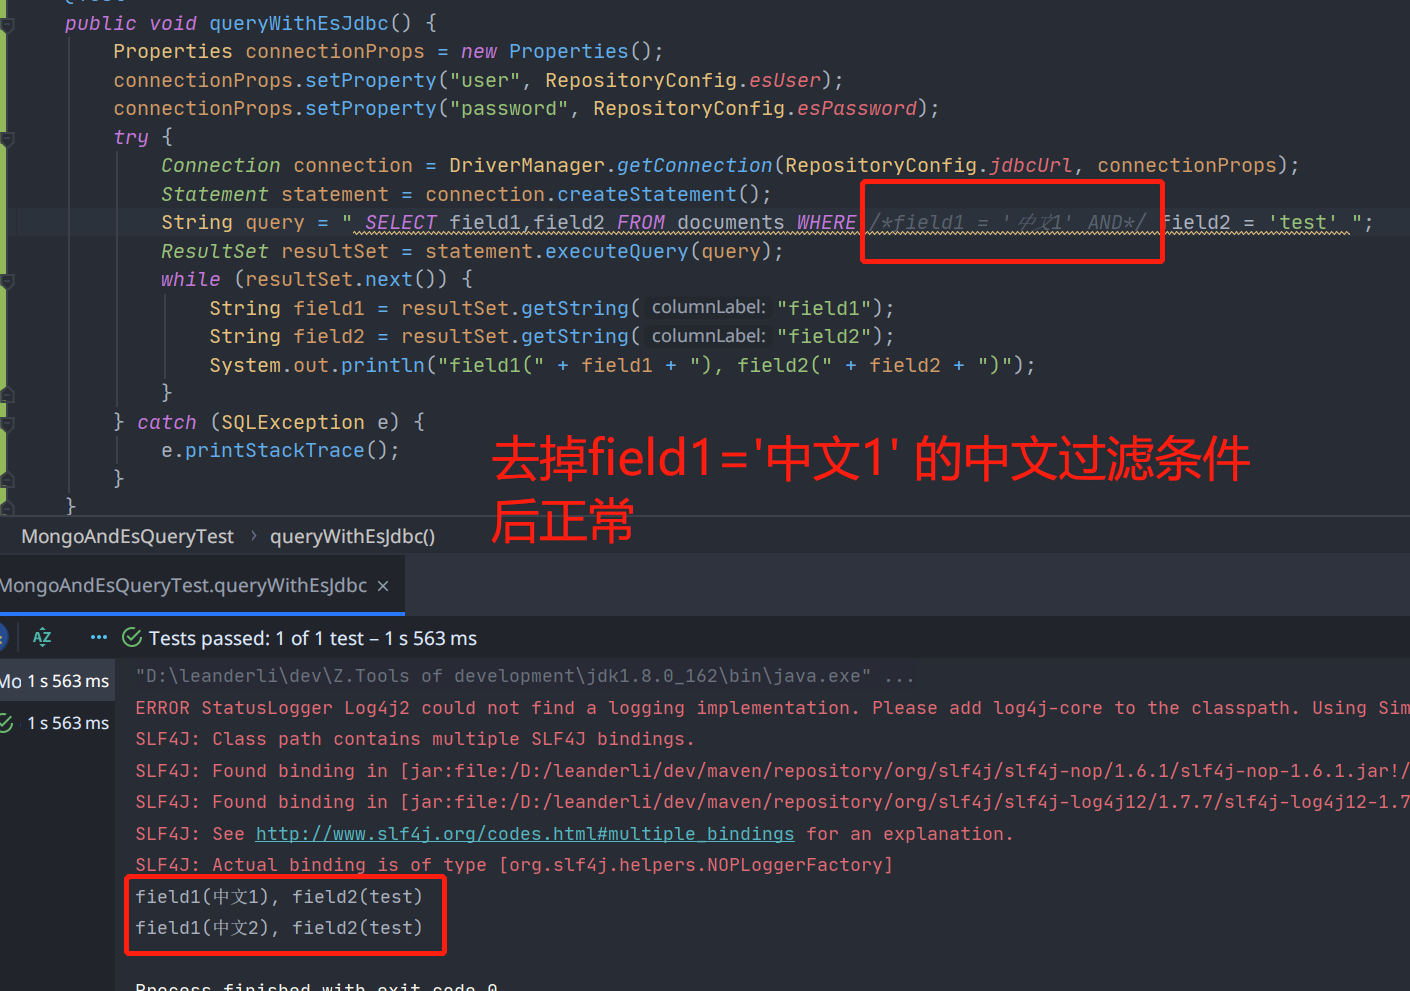 public void queryWithEsJdbc() {
Properties connectionProps = new Properties();
connectionProps.setProperty("user", RepositoryConfig.esUser);
connectionProps.setProperty("password", RepositoryConfig.esPassword);
try {
Connection connection = DriverManager.getConnection(RepositoryConfig.jdbcUrl, connectionProps);
Statement statement = connection.createStatement();
String query = " SELECT field1,field2 FROM documents WHERE /*field1 = '中文1' AND*/ field2 = 'test' ";
ResultSet resultSet = statement.executeQuery(query);
while (resultSet.next()) {
String field1 = resultSet.getString( columnLabel: "field1");
String field2 = resultSet.getString( columnLabel: "field2");
System.out.println("field1(" + field1 + "), field2(" + field2 + ")");
}
} catch (SQLException e) {
e.printStackTrace();
}
}
去掉field1='中文1' 的中文过滤条件
后正常
MongoAndEsQueryTest › queryWithEsJdbc()
MongoAndEsQueryTest.queryWithEsJdbc ×
AZ ··· Tests passed: 1 of 1 test – 1 s 563 ms
Mo 1 s 563 ms
1 s 563 ms
"D:\leanderli\dev\Z.Tools of development\jdk1.8.0_162\bin\java.exe" ...
ERROR StatusLogger Log4j2 could not find a logging implementation. Please add log4j-core to the classpath. Using Sim
SLF4J: Class path contains multiple SLF4J bindings.
SLF4J: Found binding in [jar:file:/D:/leanderli/dev/maven/repository/org/slf4j/slf4j-nop/1.6.1/slf4j-nop-1.6.1.jar!/
SLF4J: Found binding in [jar:file:/D:/leanderli/dev/maven/repository/org/slf4j/slf4j-log4j12/1.7.7/slf4j-log4j12-1.7
SLF4J: See http://www.slf4j.org/codes.html#multiple_bindings for an explanation.
SLF4J: Actual binding is of type [org.slf4j.helpers.NOPLoggerFactory]
field1(中文1), field2(test)
field1(中文2), field2(test)
Process finished with exit code 0